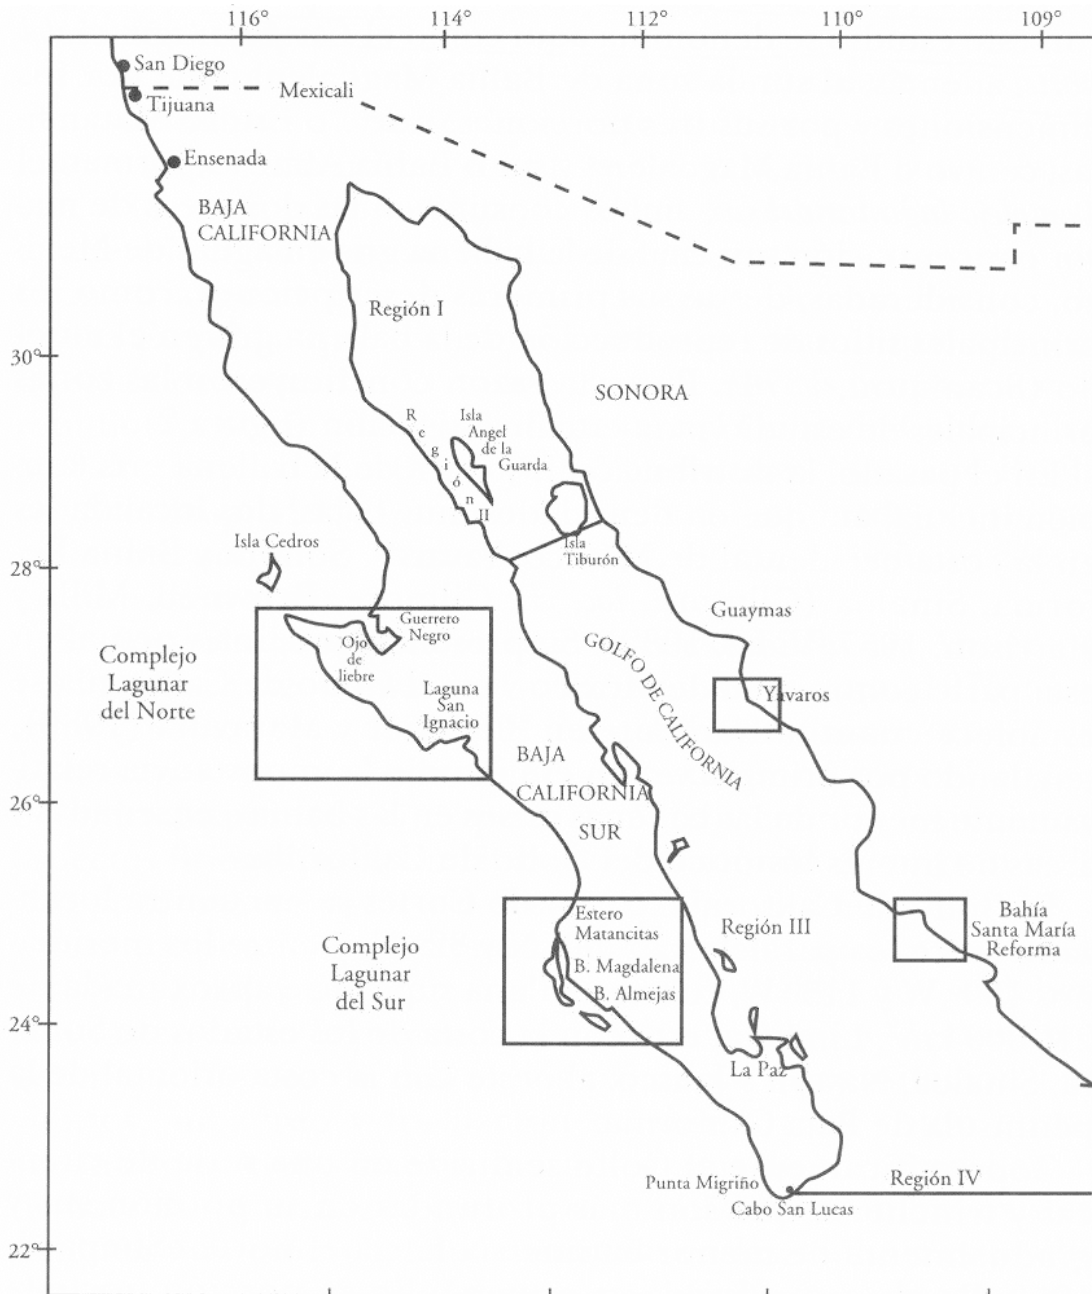 116°
114°
112°
110°
109°
San Diego
Tijuana
Mexicali
Ensenada
BAJA
CALIFORNIA
Región I
30°
SONORA
Región II
Isla
Angel
de la
Guarda
Isla Cedros
Isla
Tiburón
28°
Guaymas
Guerrero
Negro
Ojo
de
liebre
Complejo
Lagunar
del Norte
GOLFO DE CALIFORNIA
Laguna
San
Ignacio
Yavaros
BAJA
CALIFORNIA
SUR
26°
Estero
Matancitas
Región III
Bahía
Santa María
Reforma
Complejo
Lagunar
del Sur
B. Magdalena
B. Almejas
24°
La Paz
Punta Migriño
Cabo San Lucas
Región IV
22°